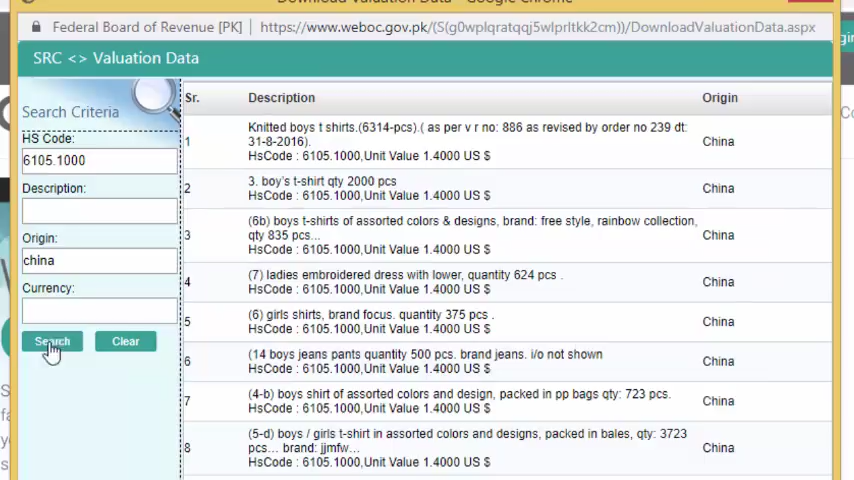 Download Valuation Data - Google Chrome
Federal Board of Revenue [PK] | https://www.weboc.gov.pk/(S(g0wplqratqqj5wlprltkk2cm))/DownloadValuationData.aspx
SRC <> Valuation Data
Search Criteria
HS Code:
6105.1000
Description:
Origin:
china
Currency:
Search Clear
Sr. Description Origin
1 Knitted boys t shirts.(6314-pcs).( as per v r no: 886 as revised by order no 239 dt: China
31-8-2016).
HsCode : 6105.1000,Unit Value 1.4000 US $
2 3. boy's t-shirt qty 2000 pcs China
HsCode : 6105.1000,Unit Value 1.4000 US $
3 (6b) boys t-shirts of assorted colors & designs, brand: free style, rainbow collection, China
qty 835 pcs...
HsCode : 6105.1000,Unit Value 1.4000 US $
4 (7) ladies embroidered dress with lower, quantity 624 pcs . China
HsCode : 6105.1000,Unit Value 1.4000 US $
5 (6) girls shirts, brand focus. quantity 375 pcs . China
HsCode : 6105.1000,Unit Value 1.4000 US $
6 (14 boys jeans pants quantity 500 pcs. brand jeans. i/o not shown China
HsCode : 6105.1000,Unit Value 1.4000 US $
7 (4-b) boys shirt of assorted colors and design, packed in pp bags qty: 723 pcs. China
HsCode : 6105.1000,Unit Value 1.4000 US $
8 (5-d) boys / girls t-shirt in assorted colors and designs, packed in bales, qty: 3723 China
pcs... brand: jjmfw...
HsCode : 6105.1000,Unit Value 1.4000 US $